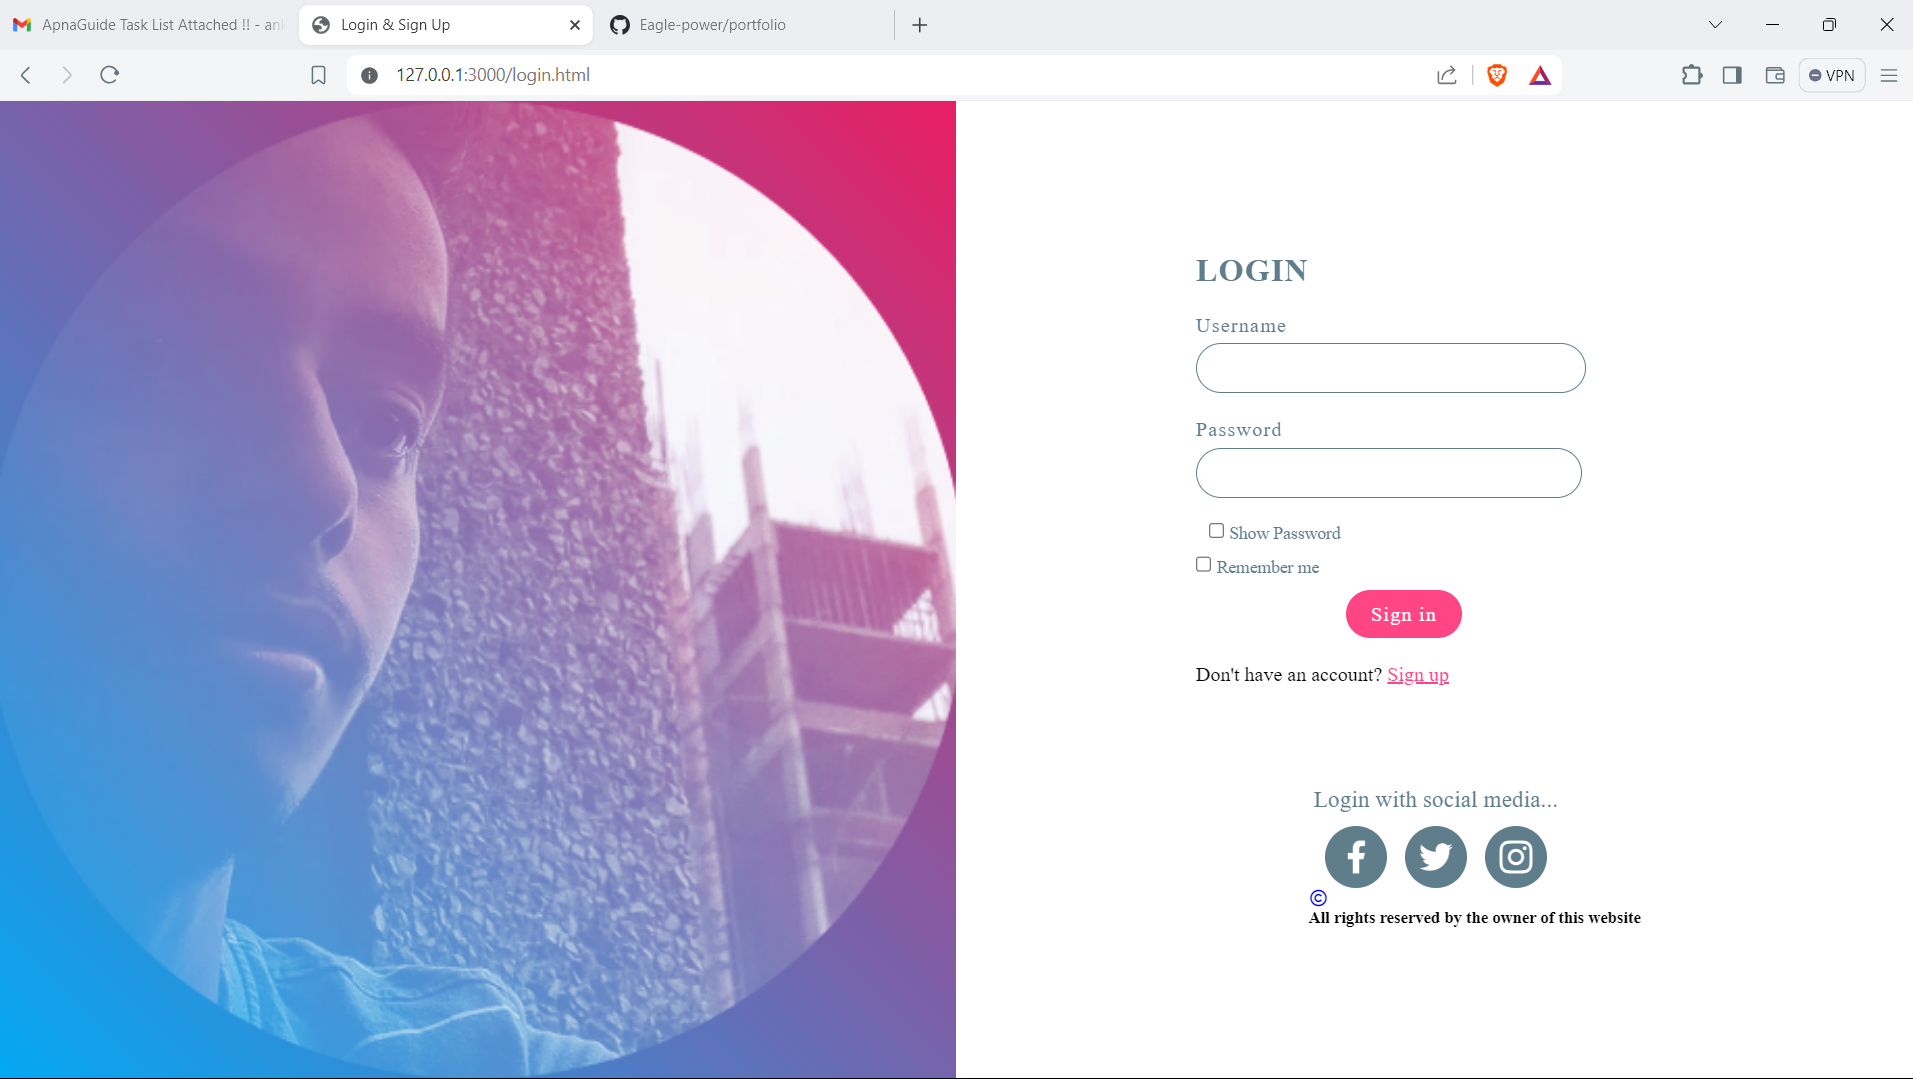 ApnaGuide Task List Attached !! - an
Login & Sign Up
Eagle-power/portfolio
127.0.0.1:3000/login.html
VPN
LOGIN
Username
Password
Show Password
Remember me
Sign in
Don't have an account? Sign up
Login with social media...
©
All rights reserved by the owner of this website